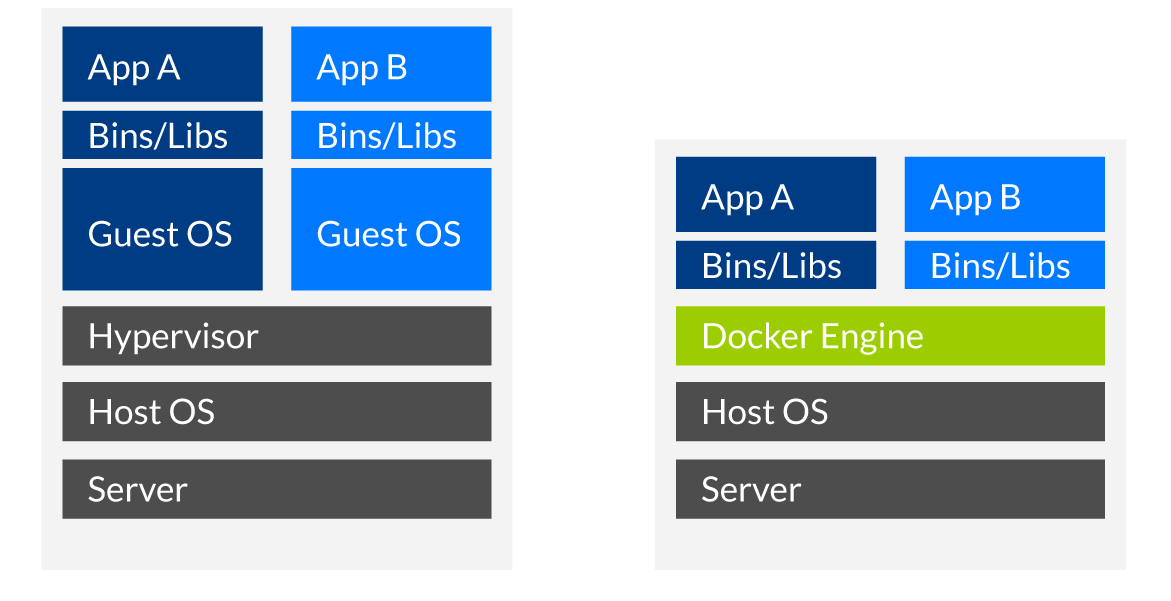 App A
App B
Bins/Libs
Bins/Libs
Guest OS
Guest OS
Hypervisor
Host OS
Server
App A
App B
Bins/Libs
Bins/Libs
Docker Engine
Host OS
Server